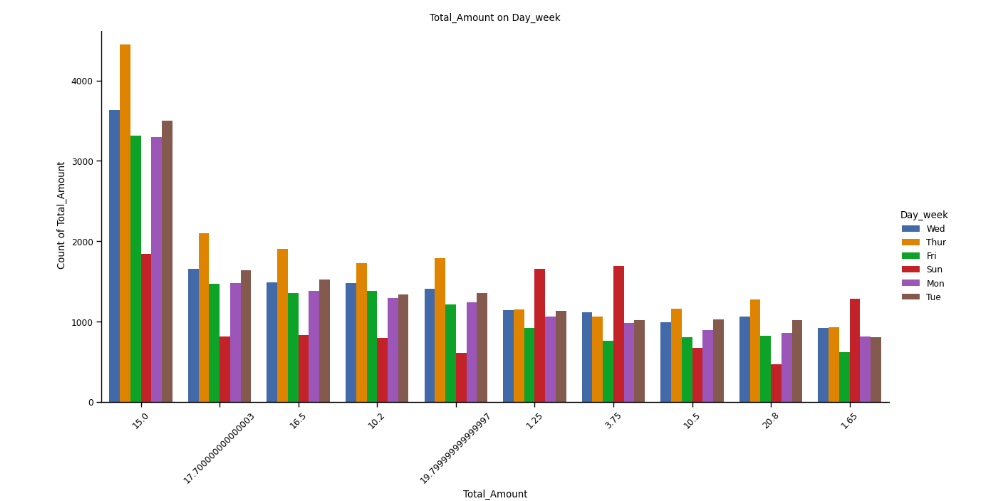 Total_Amount on Day_week
Count of Total_Amount
4000
3000
2000
1000
0
15.0
17.700000000000003
16.5
10.2
19.799999999999997
1.25
3.75
10.5
20.8
1.65
Total_Amount
Day_week
Wed
Thur
Fri
Sun
Mon
Tue